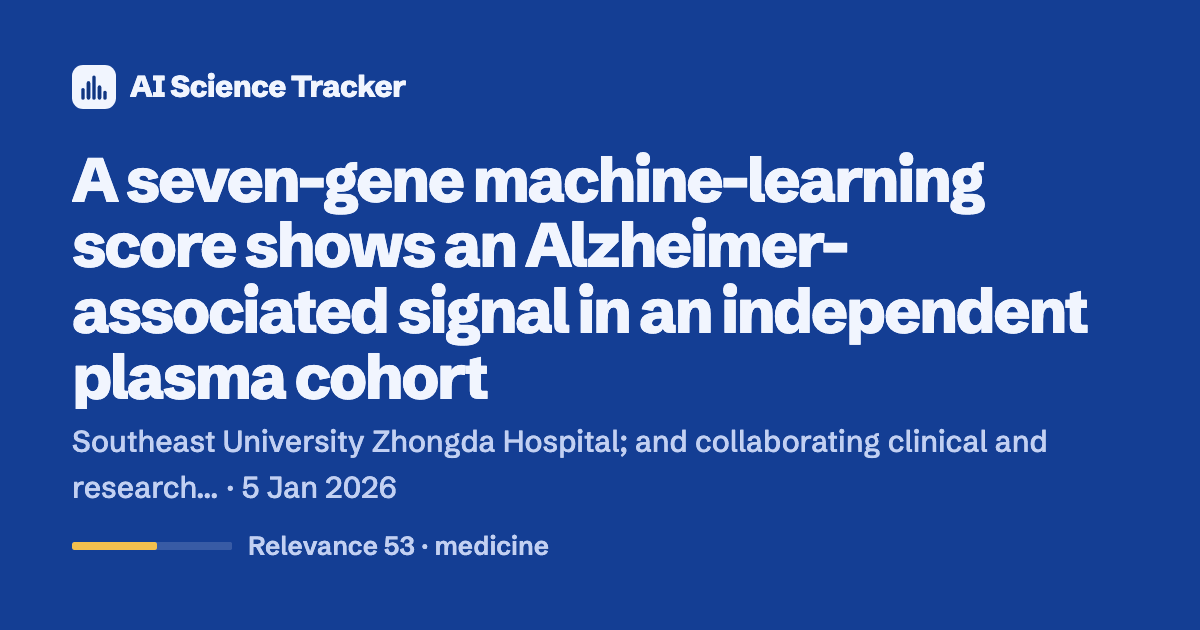 AI Science Tracker
A seven-gene machine-learning
score shows an Alzheimer-
associated signal in an independent
plasma cohort
Southeast University Zhongda Hospital; and collaborating clinical and
research... · 5 Jan 2026
Relevance 53 · medicine